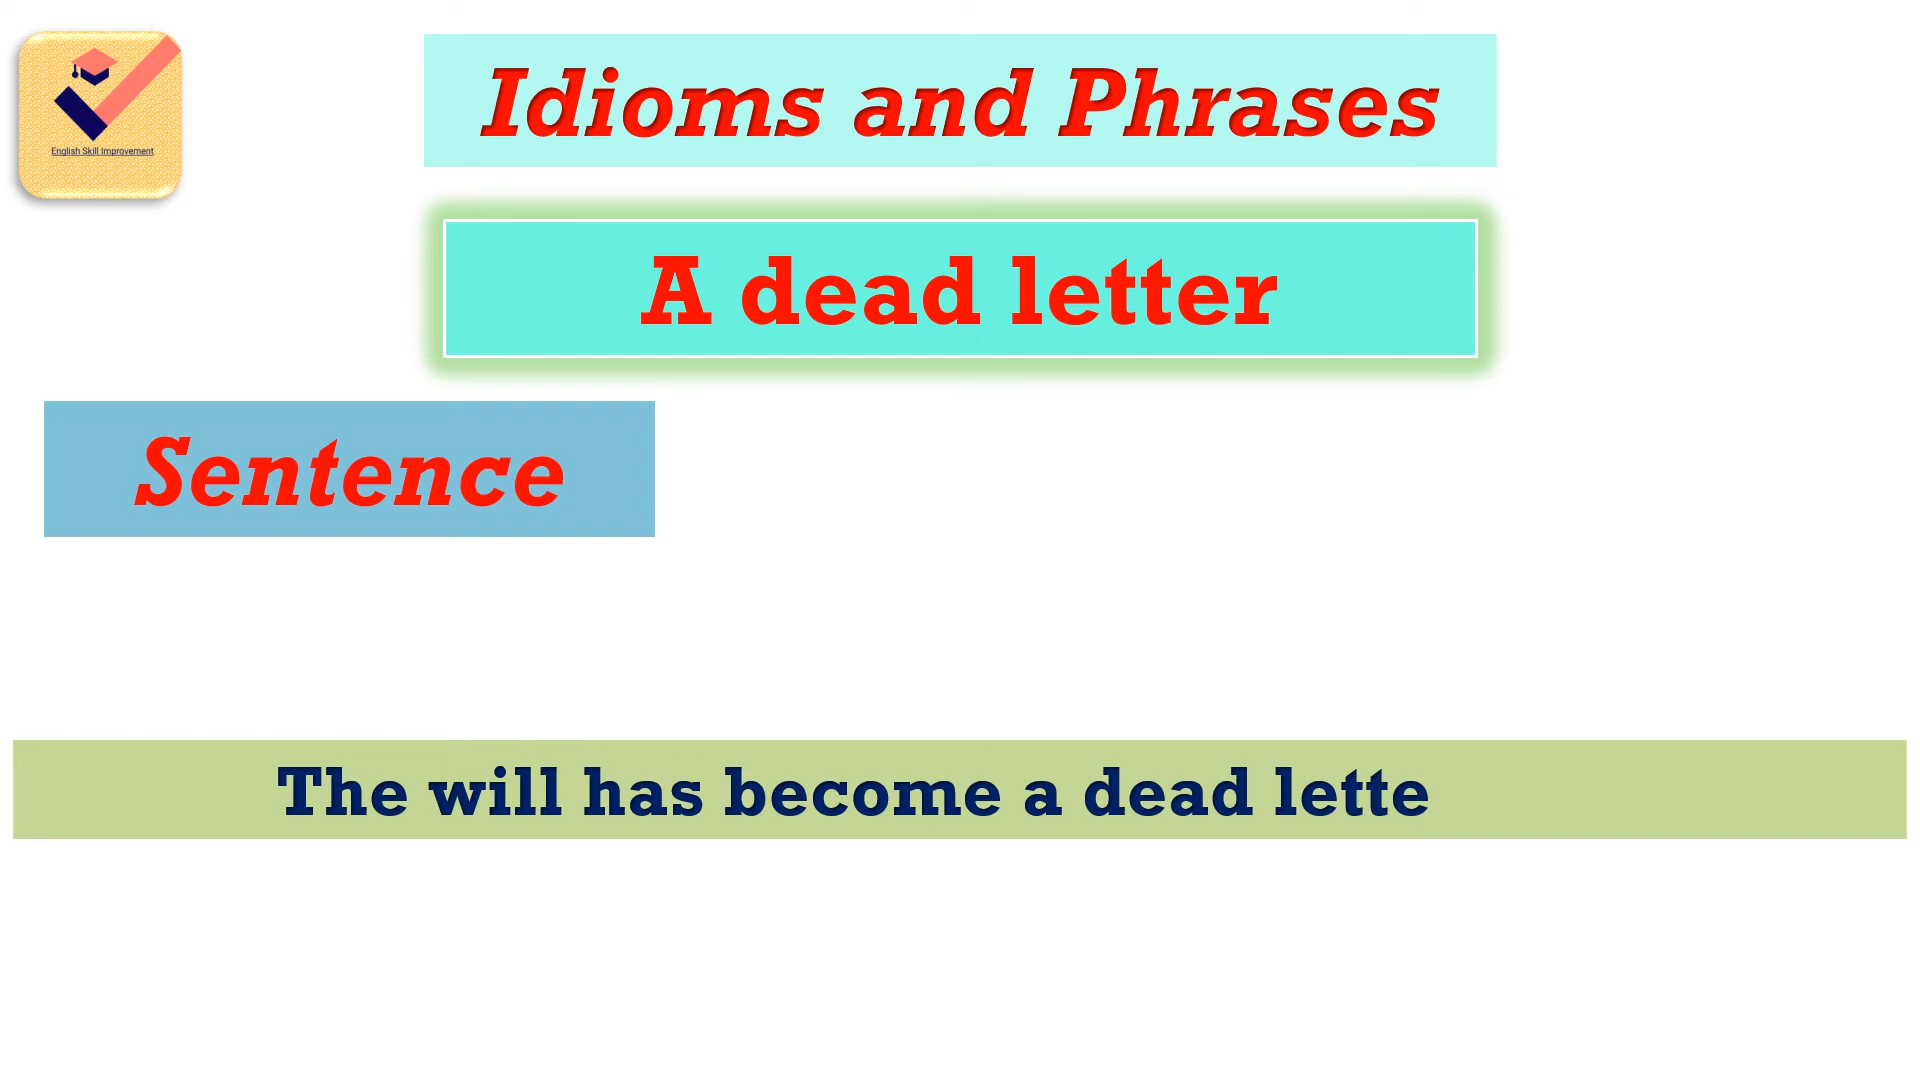 English Skill Improvement
Idioms and Phrases
A dead letter
Sentence
The will has become a dead lette